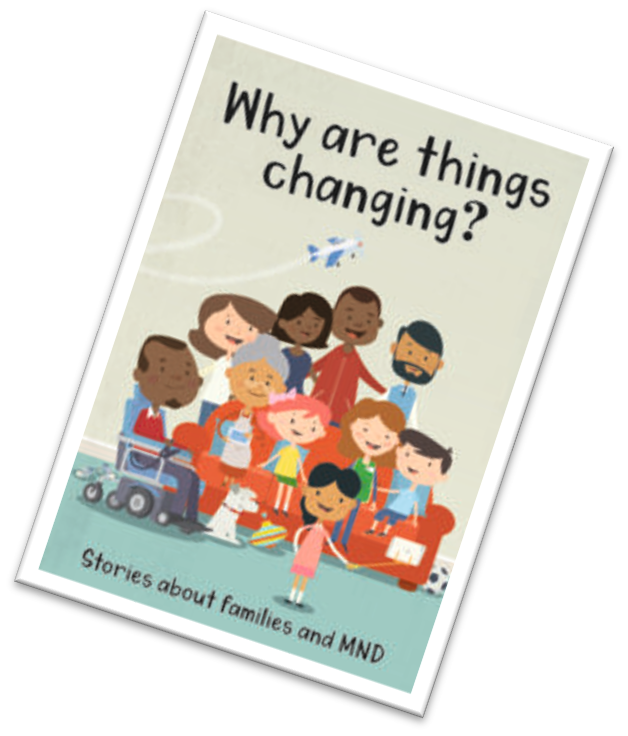 Why are things
changing?
Stories about families and MND